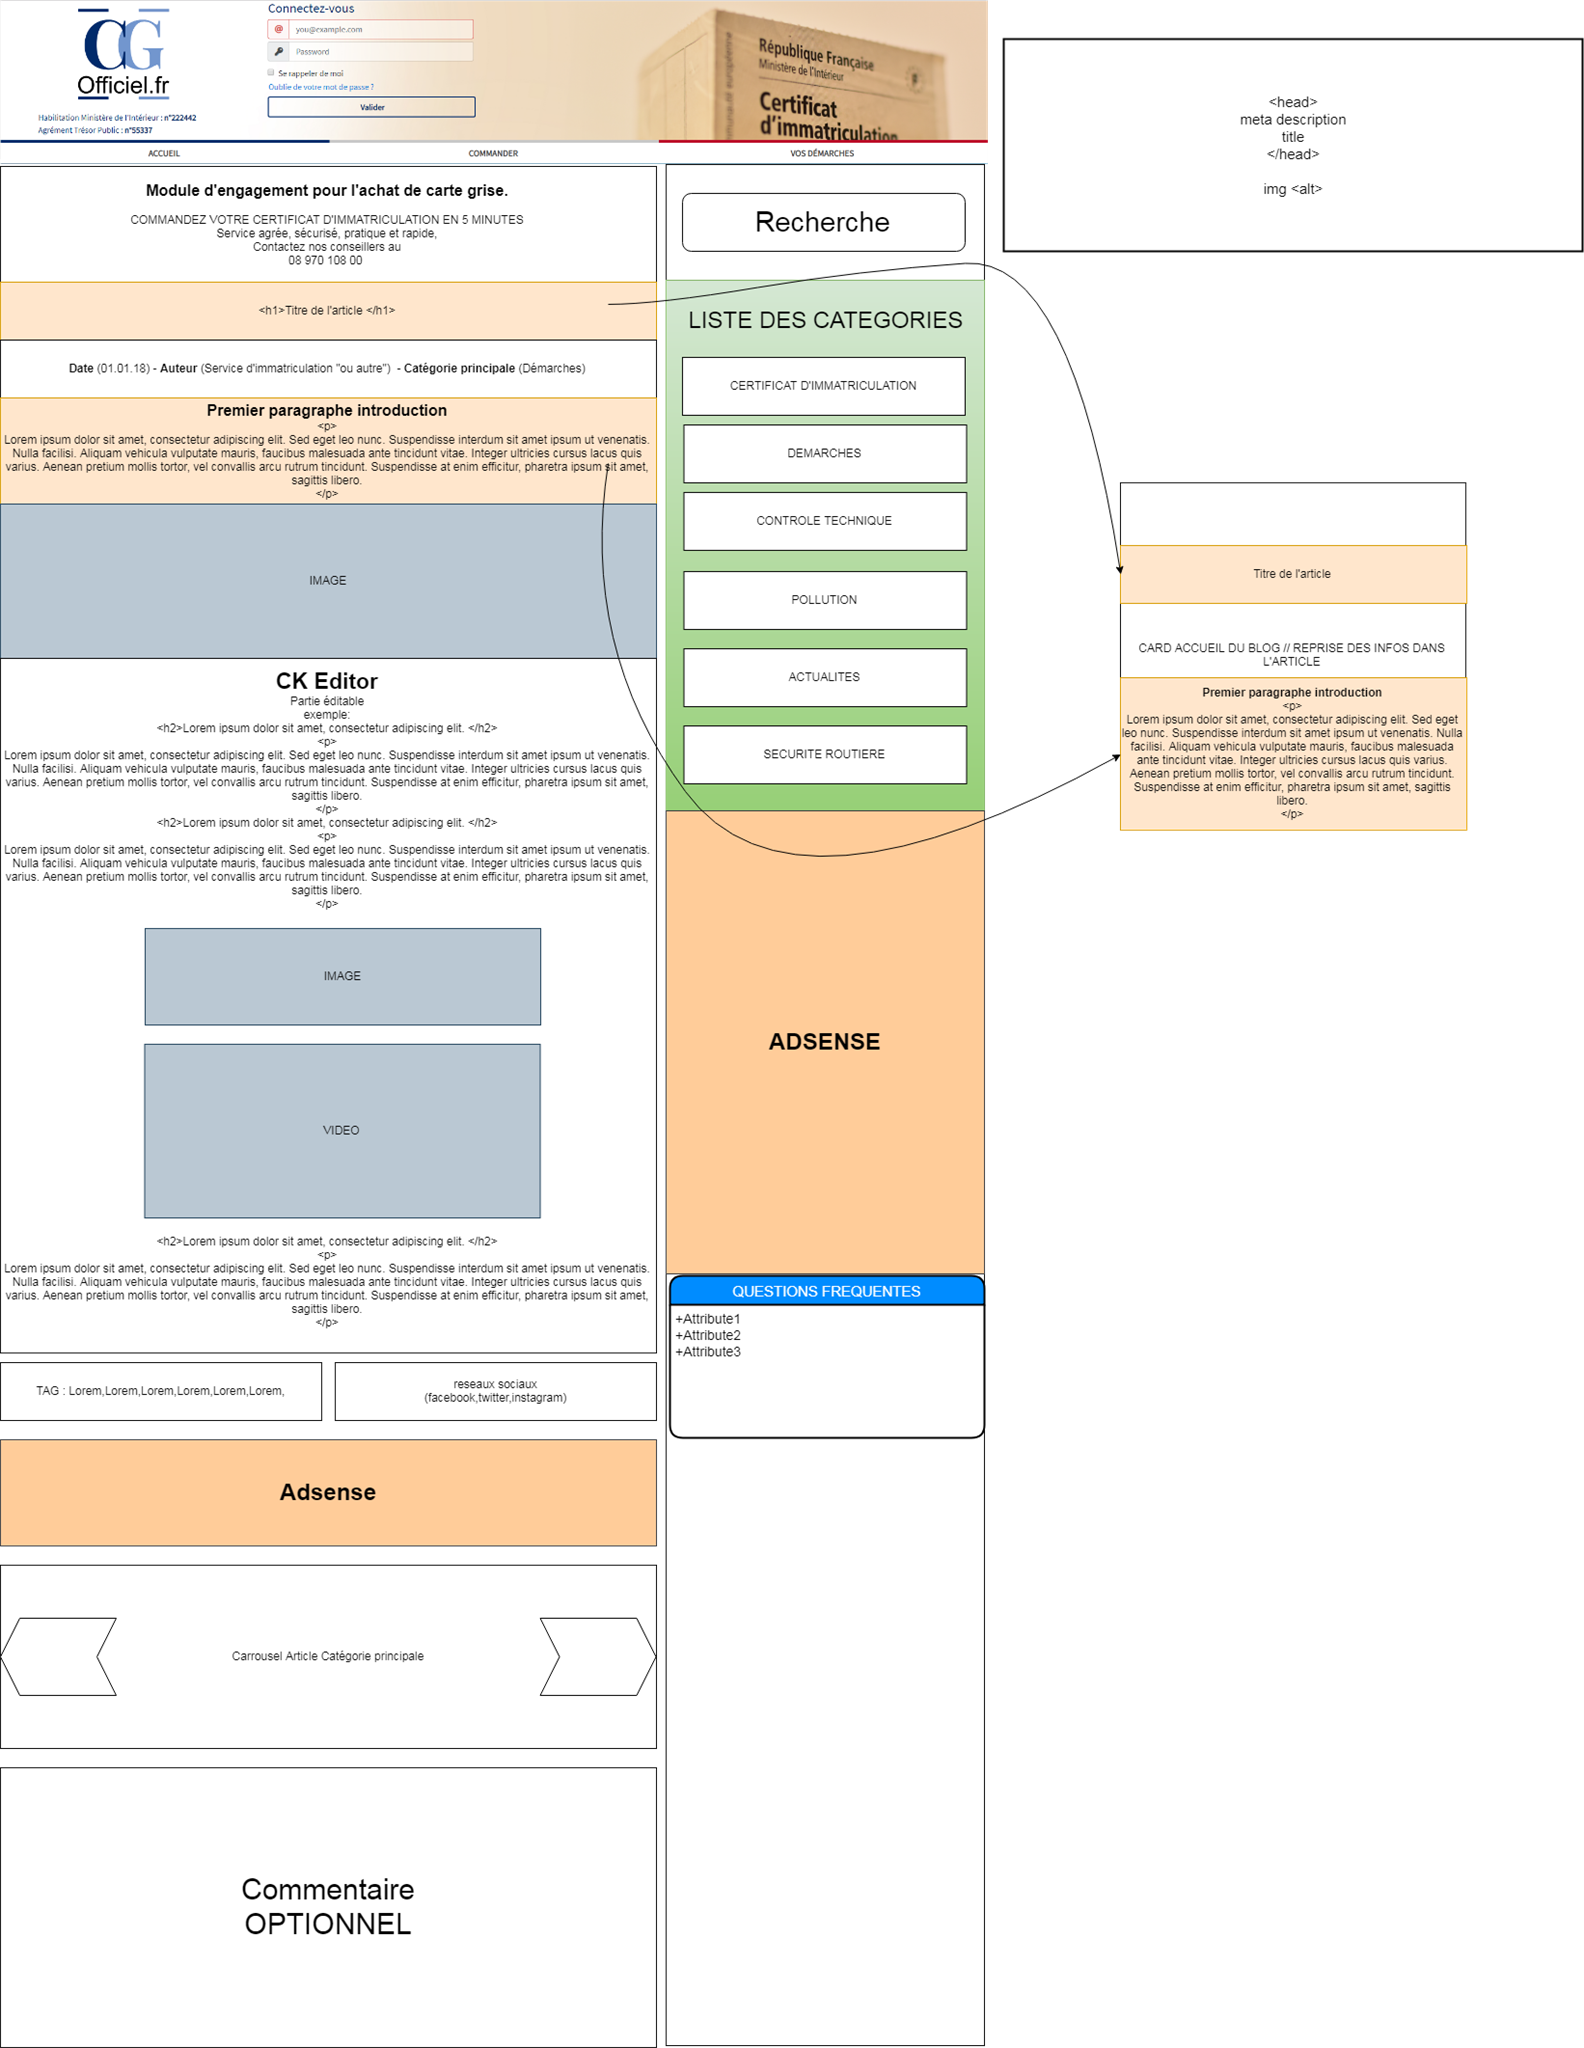 CG
Officiel.fr
Habilitation Ministère de l'Intérieur : n°222442
Agrément Trésor Public : n°55337
Connectez-vous
@ you@example.com
Password
Se rappeler de moi
Oublie de votre mot de passe ?
Valider
République Française
Ministère de l'Intérieur
Certificat
d'immatriculation
ACCUEIL
COMMANDER
VOS DÉMARCHES
Module d'engagement pour l'achat de carte grise.
COMMANDEZ VOTRE CERTIFICAT D'IMMATRICULATION EN 5 MINUTES
Service agrée, sécurisé, pratique et rapide,
Contactez nos conseillers au
08 970 108 00
<h1>Titre de l'article </h1>
Date (01.01.18) - Auteur (Service d'immatriculation "ou autre") - Catégorie principale (Démarches)
Premier paragraphe introduction
<p>
Lorem ipsum dolor sit amet, consectetur adipiscing elit. Sed eget leo nunc. Suspendisse interdum sit amet ipsum ut venenatis.
Nulla facilisi. Aliquam vehicula vulputate mauris, faucibus malesuada ante tincidunt vitae. Integer ultricies cursus lacus quis
varius. Aenean pretium mollis tortor, vel convallis arcu rutrum tincidunt. Suspendisse at enim efficitur, pharetra ipsum sit amet,
sagittis libero.
</p>
IMAGE
CK Editor
Partie éditable
exemple:
<h2>Lorem ipsum dolor sit amet, consectetur adipiscing elit. </h2>
<p>
Lorem ipsum dolor sit amet, consectetur adipiscing elit. Sed eget leo nunc. Suspendisse interdum sit amet ipsum ut venenatis.
Nulla facilisi. Aliquam vehicula vulputate mauris, faucibus malesuada ante tincidunt vitae. Integer ultricies cursus lacus quis
varius. Aenean pretium mollis tortor, vel convallis arcu rutrum tincidunt. Suspendisse at enim efficitur, pharetra ipsum sit amet,
sagittis libero.
</p>
<h2>Lorem ipsum dolor sit amet, consectetur adipiscing elit. </h2>
<p>
Lorem ipsum dolor sit amet, consectetur adipiscing elit. Sed eget leo nunc. Suspendisse interdum sit amet ipsum ut venenatis.
Nulla facilisi. Aliquam vehicula vulputate mauris, faucibus malesuada ante tincidunt vitae. Integer ultricies cursus lacus quis
varius. Aenean pretium mollis tortor, vel convallis arcu rutrum tincidunt. Suspendisse at enim efficitur, pharetra ipsum sit amet,
sagittis libero.
</p>
IMAGE
VIDEO
<h2>Lorem ipsum dolor sit amet, consectetur adipiscing elit. </h2>
<p>
Lorem ipsum dolor sit amet, consectetur adipiscing elit. Sed eget leo nunc. Suspendisse interdum sit amet ipsum ut venenatis.
Nulla facilisi. Aliquam vehicula vulputate mauris, faucibus malesuada ante tincidunt vitae. Integer ultricies cursus lacus quis
varius. Aenean pretium mollis tortor, vel convallis arcu rutrum tincidunt. Suspendisse at enim efficitur, pharetra ipsum sit amet,
sagittis libero.
</p>
TAG : Lorem,Lorem,Lorem,Lorem,Lorem,Lorem,
reseaux sociaux
(facebook,twitter,instagram)
Adsense
Carrousel Article Catégorie principale
Commentaire
OPTIONNEL
Recherche
LISTE DES CATEGORIES
CERTIFICAT D'IMMATRICULATION
DEMARCHES
CONTROLE TECHNIQUE
POLLUTION
ACTUALITES
SECURITE ROUTIERE
ADSENSE
QUESTIONS FREQUENTES
+Attribute1
+Attribute2
+Attribute3
<head>
meta description
title
</head>
img <alt>
Titre de l'article
CARD ACCUEIL DU BLOG // REPRISE DES INFOS DANS
L'ARTICLE
Premier paragraphe introduction
<p>
Lorem ipsum dolor sit amet, consectetur adipiscing elit. Sed eget
leo nunc. Suspendisse interdum sit amet ipsum ut venenatis. Nulla
facilisi. Aliquam vehicula vulputate mauris, faucibus malesuada
ante tincidunt vitae. Integer ultricies cursus lacus quis varius.
Aenean pretium mollis tortor, vel convallis arcu rutrum tincidunt.
Suspendisse at enim efficitur, pharetra ipsum sit amet, sagittis
libero.
</p>